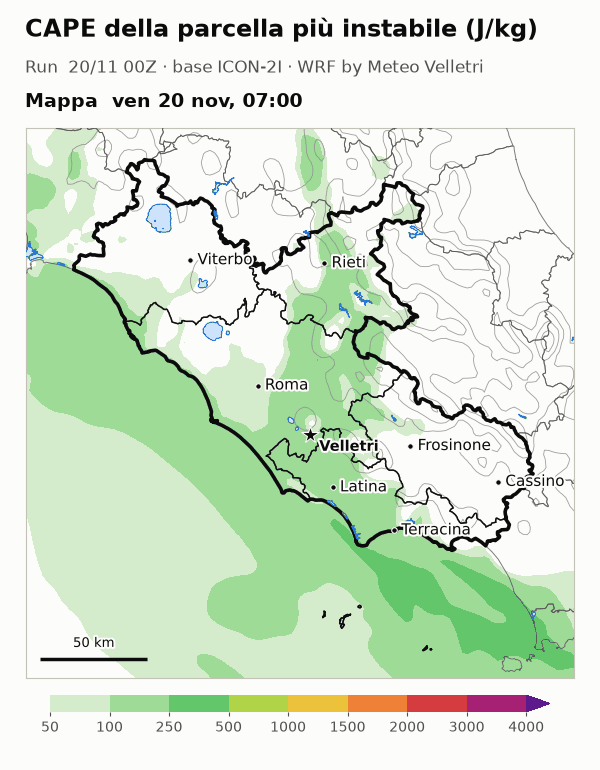 CAPE della parcella più instabile (J/kg)
Run  20/11 00Z · base ICON-2I · WRF by Meteo Velletri
Mappa  ven 20 nov, 07:00
Viterbo
Rieti
Roma
Velletri
Frosinone
Cassino
Latina
Terracina
50 km
50 100 250 500 1000 1500 2000 3000 4000